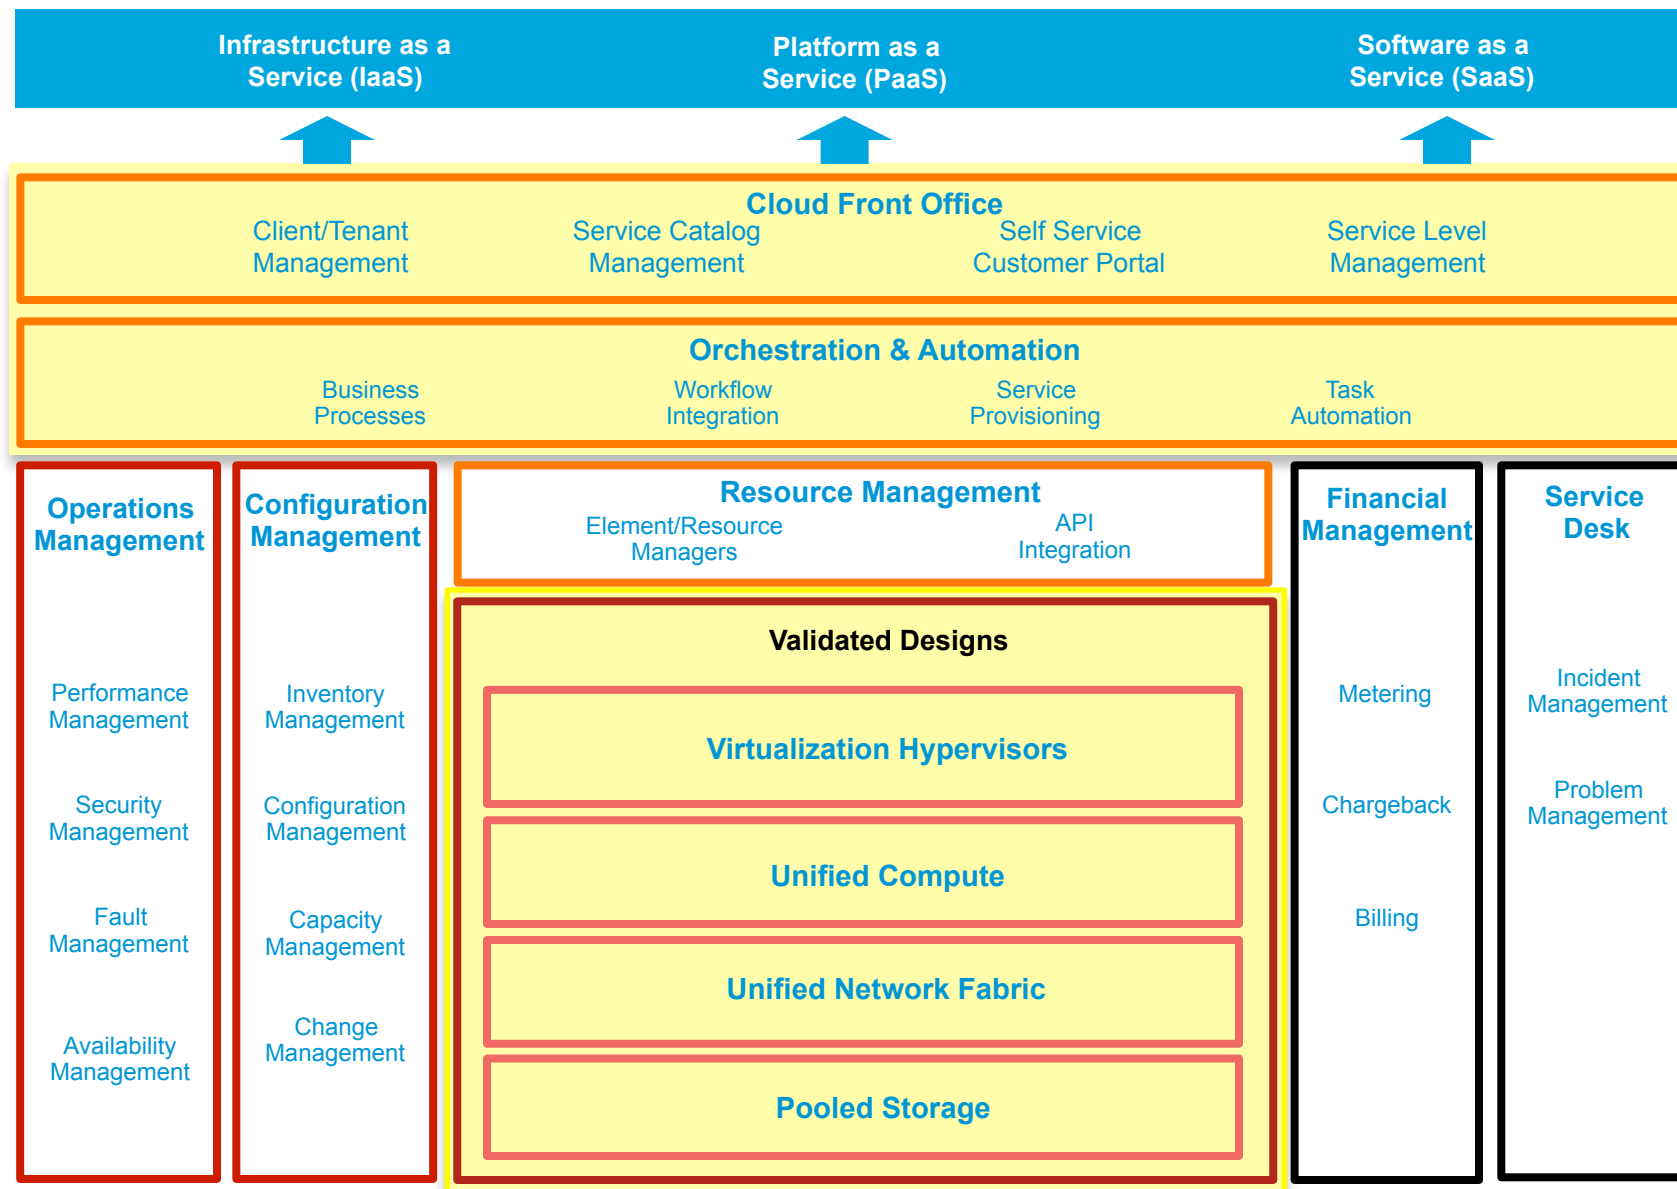 Infrastructure as a
Service (IaaS)
Platform as a
Service (PaaS)
Software as a
Service (SaaS)
Cloud Front Office
Client/Tenant
Management
Service Catalog
Management
Self Service
Customer Portal
Service Level
Management
Orchestration & Automation
Business
Processes
Workflow
Integration
Service
Provisioning
Task
Automation
Operations
Management
Performance
Management
Security
Management
Fault
Management
Availability
Management
Configuration
Management
Inventory
Management
Configuration
Management
Capacity
Management
Change
Management
Resource Management
Element/Resource
Managers
API
Integration
Validated Designs
Virtualization Hypervisors
Unified Compute
Unified Network Fabric
Pooled Storage
Financial
Management
Metering
Chargeback
Billing
Service
Desk
Incident
Management
Problem
Management